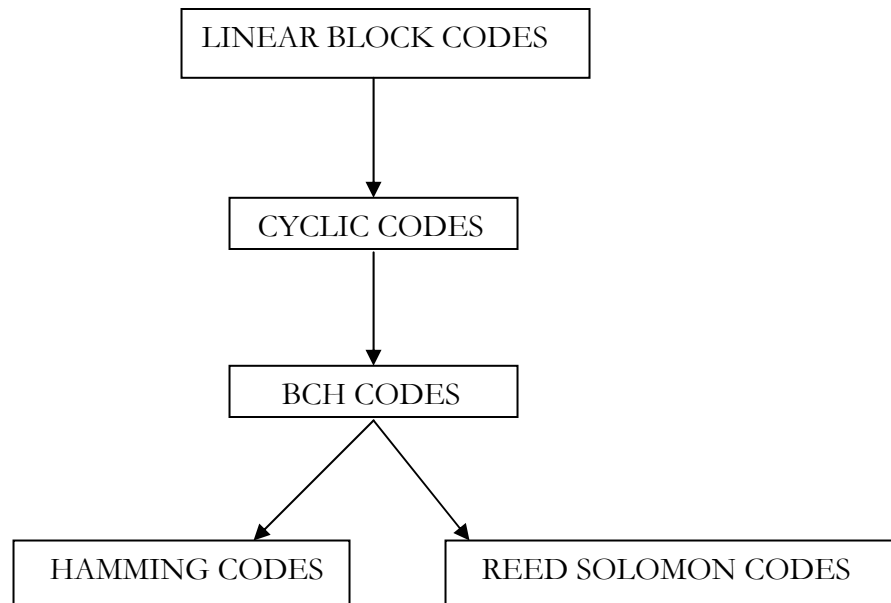 LINEAR BLOCK CODES
CYCLIC CODES
BCH CODES
HAMMING CODES
REED SOLOMON CODES